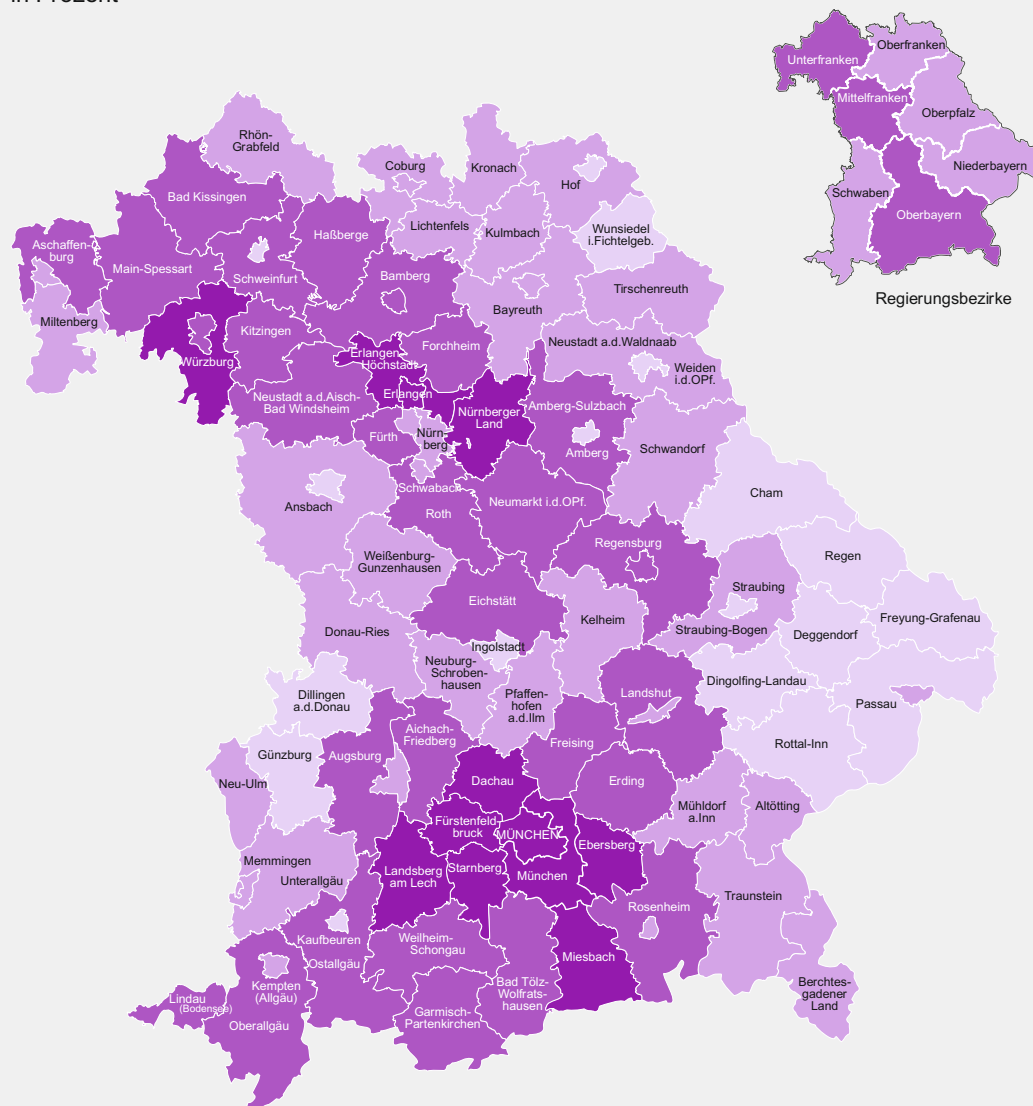 in Prozent
Unterfranken
Oberfranken
Mittelfranken
Oberpfalz
Niederbayern
Schwaben
Oberbayern
Regierungsbezirke
Rhön-
Grabfeld
Coburg
Kronach
Hof
Bad Kissingen
Lichtenfels
Kulmbach
Wunsiedel
i.Fichtelgeb.
Aschaffen-
burg
Haßberge
Main-Spessart
Schweinfurt
Bamberg
Tirschenreuth
Bayreuth
Miltenberg
Kitzingen
Forchheim
Neustadt a.d.Waldnaab
Würzburg
Erlangen-
Höchstadt
Weiden
i.d.OPf.
Neustadt a.d.Aisch-
Bad Windsheim
Erlangen
Nürnberger
Land
Amberg-Sulzbach
Fürth
Nürn-
berg
Amberg
Schwandorf
Ansbach
Schwabach
Roth
Neumarkt i.d.OPf.
Cham
Weißenburg-
Gunzenhausen
Regensburg
Regen
Straubing
Eichstätt
Kelheim
Freyung-Grafenau
Donau-Ries
Straubing-Bogen
Deggendorf
Ingolstadt
Neuburg-
Schroben-
hausen
Dillingen
a.d.Donau
Pfaffen-
hofen
a.d.Ilm
Landshut
Dingolfing-Landau
Passau
Aichach-
Friedberg
Freising
Rottal-Inn
Günzburg
Augsburg
Neu-Ulm
Dachau
Erding
Mühldorf
a.Inn
Altötting
Fürstenfeld
bruck
MÜNCHEN
Ebersberg
Memmingen
Unterallgäu
Landsberg
am Lech
Starnberg
München
Traunstein
Rosenheim
Kaufbeuren
Weilheim-
Schongau
Miesbach
Ostallgäu
Bad Tölz-
Wolfrats-
hausen
Berchtes-
gadener
Land
Kempten
(Allgäu)
Lindau
(Bodensee)
Garmisch-
Partenkirchen
Oberallgäu